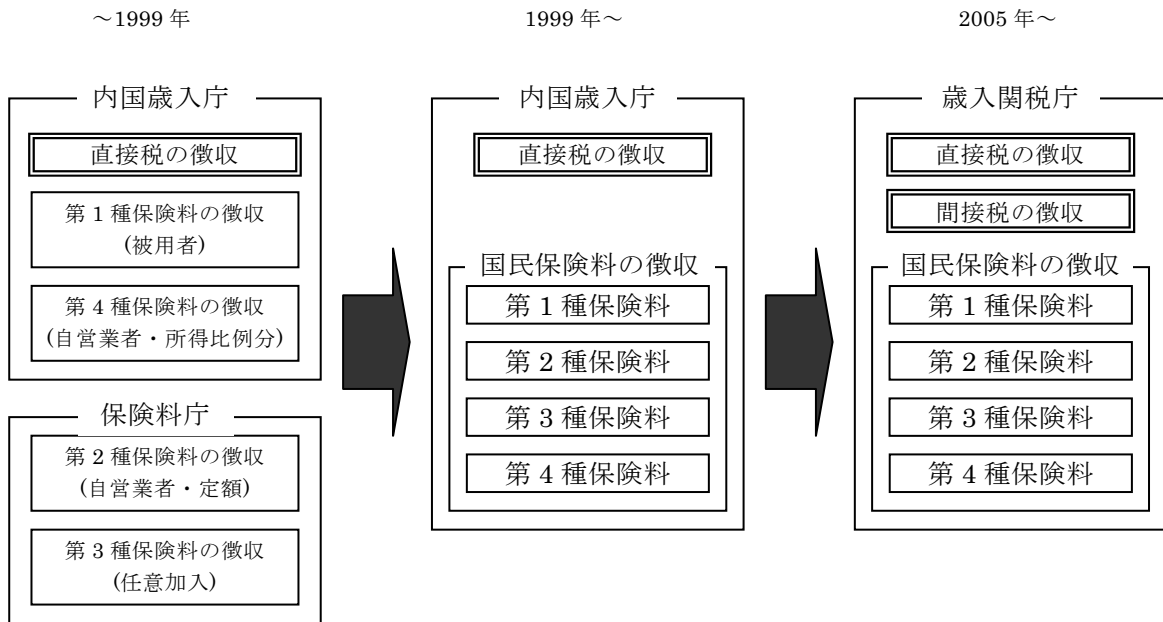 ～1999 年
1999 年～
2005 年～
内国歳入庁
直接税の徴収
第 1 種保険料の徴収
(被用者)
第 4 種保険料の徴収
(自営業者・所得比例分)
保険料庁
第 2 種保険料の徴収
(自営業者・定額)
第 3 種保険料の徴収
(任意加入)
内国歳入庁
直接税の徴収
国民保険料の徴収
第 1 種保険料
第 2 種保険料
第 3 種保険料
第 4 種保険料
歳入関税庁
直接税の徴収
間接税の徴収
国民保険料の徴収
第 1 種保険料
第 2 種保険料
第 3 種保険料
第 4 種保険料